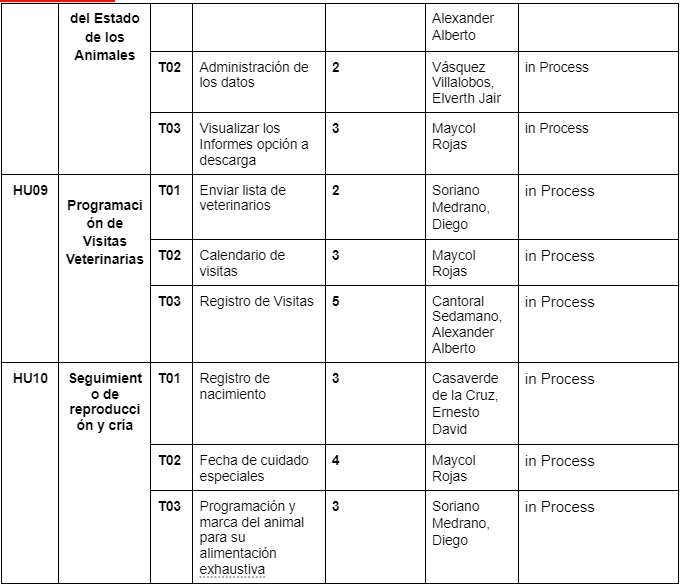 del Estado
de los
Animales
Alexander
Alberto
T02
Administración de
los datos
2
Vásquez
Villalobos,
Elverth Jair
in Process
T03
Visualizar los
Informes opción a
descarga
3
Maycol
Rojas
in Process
HU09
Programaci
ón de
Visitas
Veterinarias
T01
Enviar lista de
veterinarios
2
Soriano
Medrano,
Diego
in Process
T02
Calendario de
visitas
3
Maycol
Rojas
in Process
T03
Registro de Visitas
5
Cantoral
Sedamano,
Alexander
Alberto
in Process
HU10
Seguimient
o de
reproducci
ón y cría
T01
Registro de
nacimiento
3
Casaverde
de la Cruz,
Ernesto
David
in Process
T02
Fecha de cuidado
especiales
4
Maycol
Rojas
in Process
T03
Programación y
marca del animal
para su
alimentación
exhaustiva
3
Soriano
Medrano,
Diego
in Process